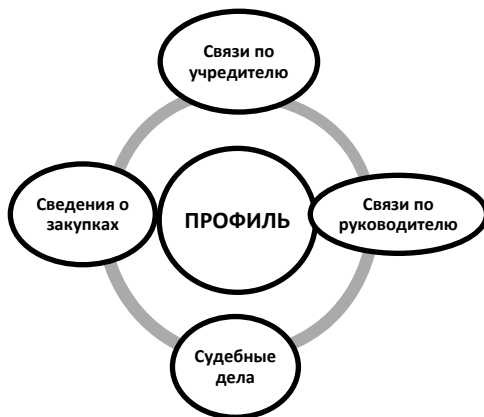 Связи по
учредителю
Сведения о
закупках
ПРОФИЛЬ
Связи по
руководителю
Судебные
дела